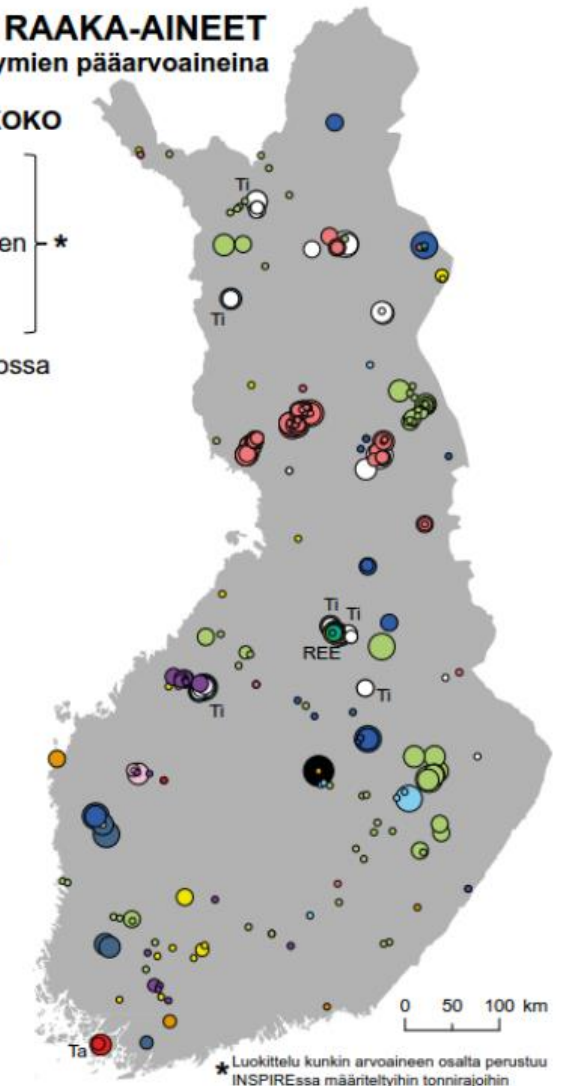 RAAKA-AINEET
ymien pääarvoaineina
KOKO
Ti
en
*
Ti
ossa
Ti
Ti
REE
Ti
Ti
Ta
0 50 100 km
* Luokittelu kunkin arvoaineen osalta perustuu
INSPIREssa määriteltyihin tonnirajoihin